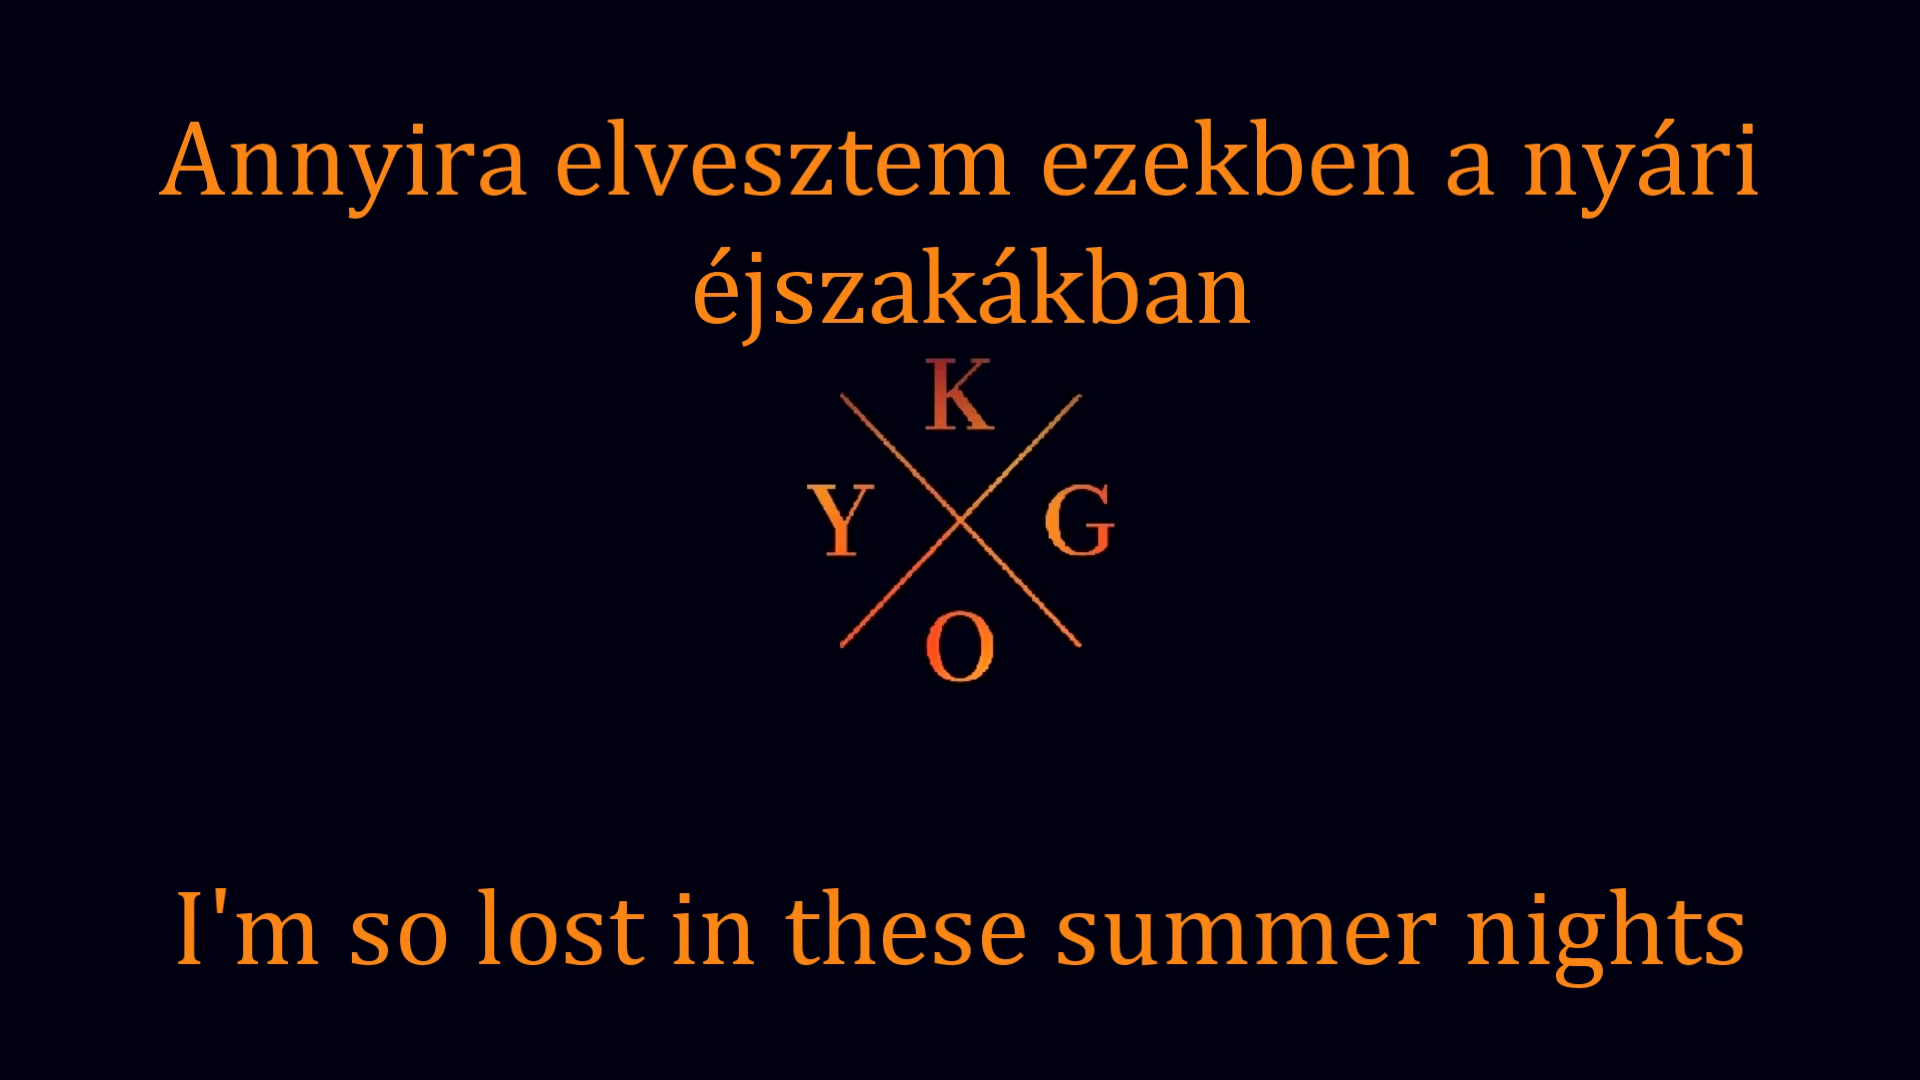 Annyira elvesztem ezekben a nyári
éjszakákban
K
Y G
O
I'm so lost in these summer nights